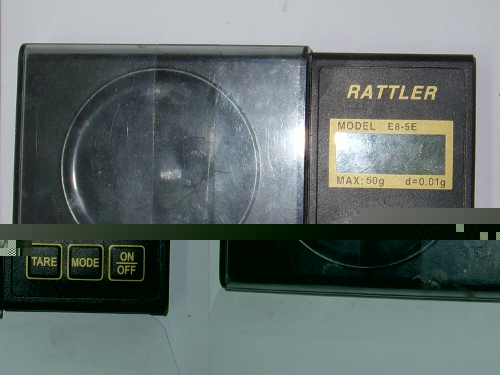 RATTLER
MODEL E8-5E
MAX: 50g d=0.01g
TARE MODE ON
OFF